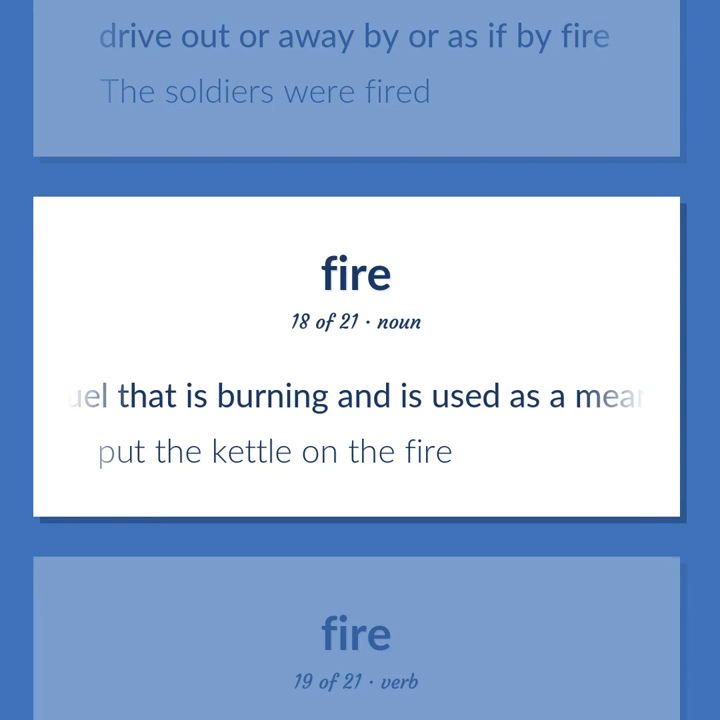 drive out or away by or as if by fire
The soldiers were fired
fire
18 of 21 · noun
that is burning and is used as a
put the kettle on the fire
fire
19 of 21 · verb